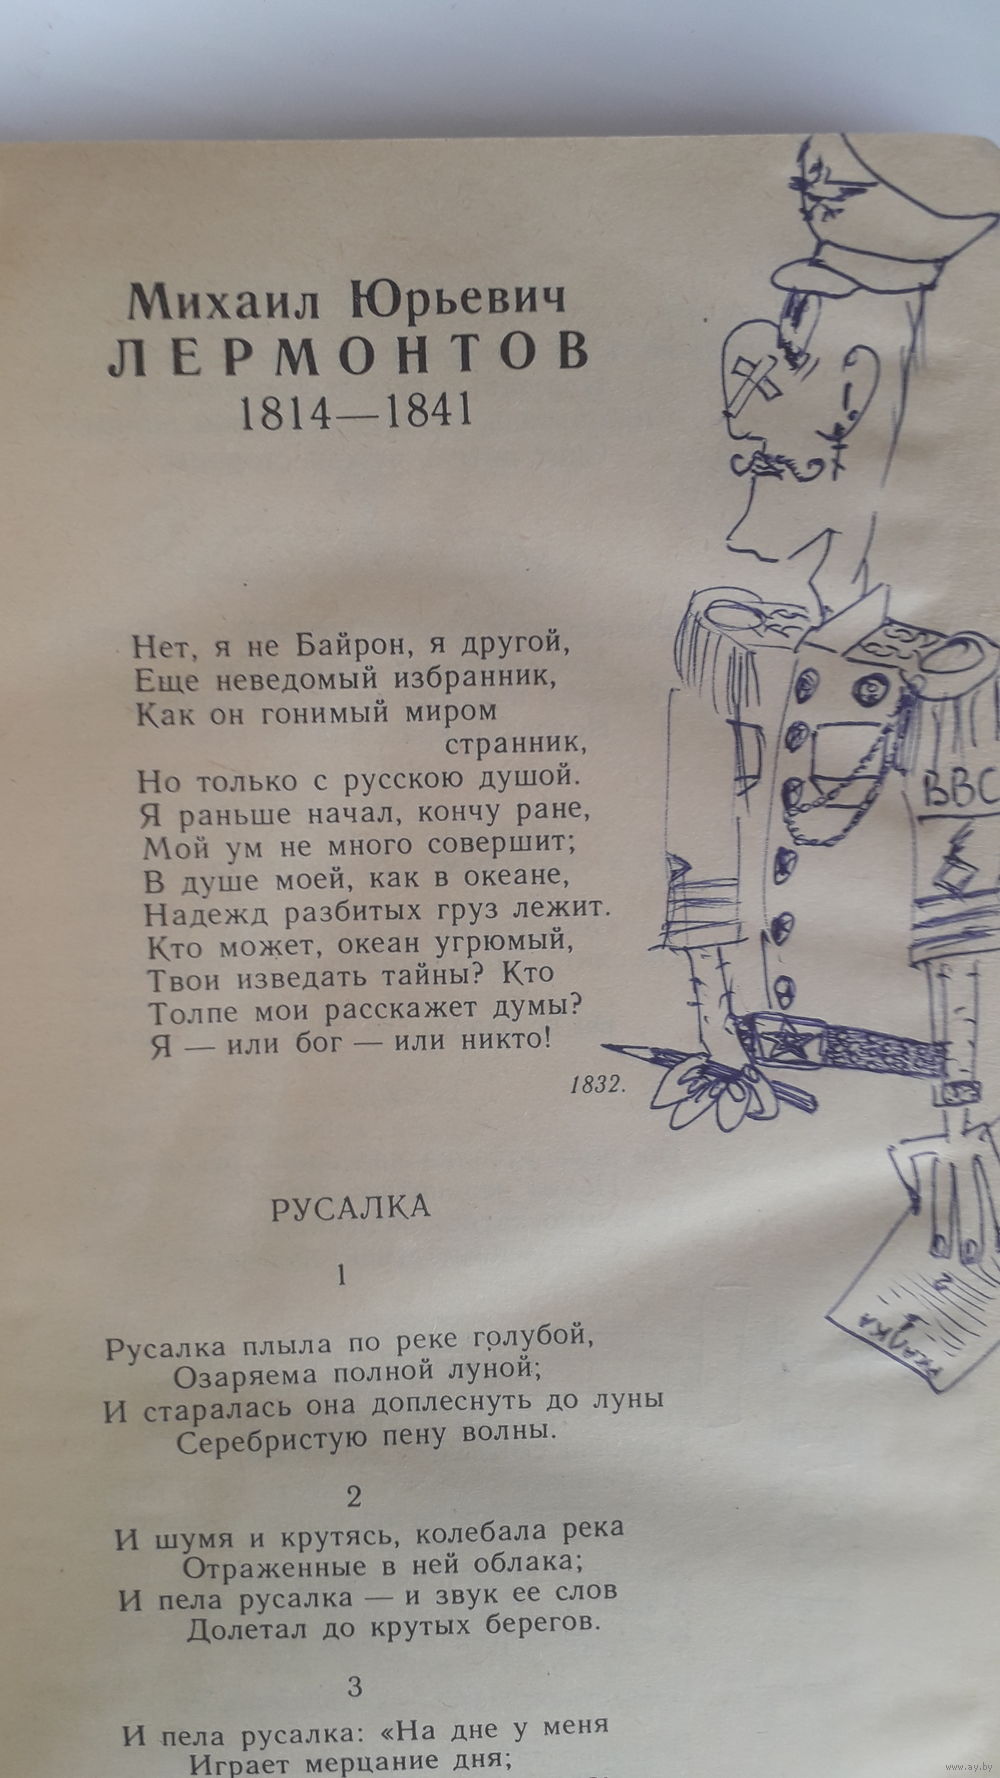 Михаил Юрьевич
ЛЕРМОНТОВ
1814—1841
Нет, я не Байрон, я другой,
Еще неведомый избранник,
Как он гонимый миром
странник,
Но только с русскою душой.
Я раньше начал, кончу ране,
Мой ум не много совершит;
В душе моей, как в океане,
Надежд разбитых груз лежит.
Кто может, океан угрюмый,
Твои изведать тайны? Кто
Толпе мои расскажет думы?
Я — или бог — или никто!
1832.
ВВС
РУСАЛКА
1
Русалка плыла по реке голубой,
Озаряема полной луной;
И старалась она доплеснуть до луны
Серебристую пену волны.
2
И шумя и крутясь, колебала река
Отраженные в ней облака;
И пела русалка — и звук ее слов
Долетал до крутых берегов.
3
И пела русалка: «На дне у меня
Играет мерцание дня;
www.ay.by